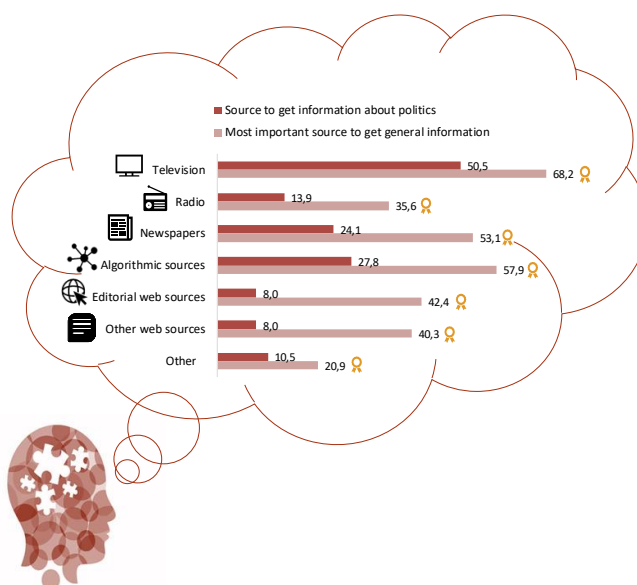 Source to get information about politics
Most important source to get general information
Television
50,5
68,2
Radio
13,9
35,6
Newspapers
24,1
53,1
Algorithmic sources
27,8
57,9
Editorial web sources
8,0
42,4
Other web sources
8,0
40,3
Other
10,5
20,9